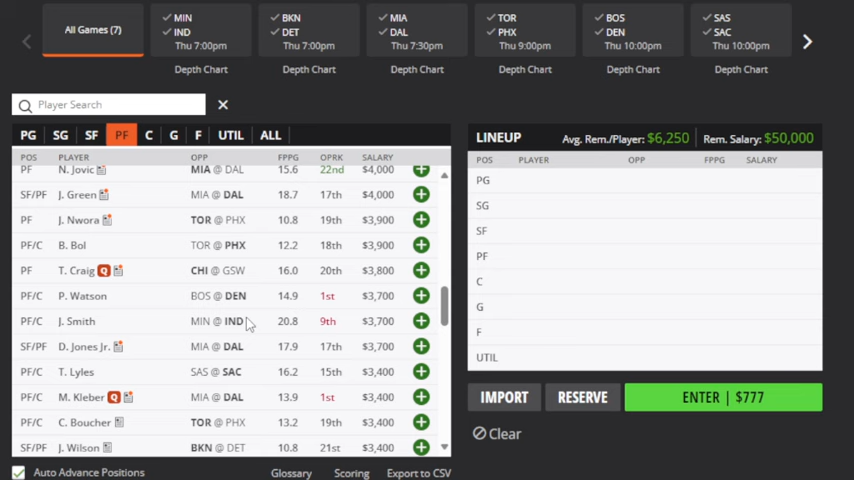 All Games (7)
MIN
IND
Thu 7:00pm
Depth Chart
BKN
DET
Thu 7:00pm
Depth Chart
MIA
DAL
Thu 7:30pm
Depth Chart
TOR
PHX
Thu 9:00pm
Depth Chart
BOS
DEN
Thu 10:00pm
Depth Chart
SAS
SAC
Thu 10:00pm
Depth Chart
Player Search
PG SG SF PF C G F UTIL ALL
POS PLAYER OPP FPPG OPRK SALARY
PF N. Jovic MIA @ DAL 15.6 22nd $4,000
SF/PF J. Green MIA @ DAL 18.7 17th $4,000
PF J. Nwora TOR @ PHX 10.8 19th $3,900
PF/C B. Bol TOR @ PHX 12.2 18th $3,900
PF T. Craig Q CHI @ GSW 16.0 20th $3,800
PF/C P. Watson BOS @ DEN 14.9 1st $3,700
PF/C J. Smith MIN @ IND 20.8 9th $3,700
SF/PF D. Jones Jr. MIA @ DAL 17.9 17th $3,700
PF/C T. Lyles SAS @ SAC 16.2 15th $3,400
PF/C M. Kleber Q MIA @ DAL 13.9 1st $3,400
PF/C C. Boucher TOR @ PHX 13.2 19th $3,400
SF/PF J. Wilson BKN @ DET 10.8 21st $3,400
Auto Advance Positions Glossary Scoring Export to CSV
LINEUP Avg. Rem./Player: $6,250 Rem. Salary: $50,000
POS PLAYER OPP FPPG SALARY
PG
SG
SF
PF
C
G
F
UTIL
IMPORT RESERVE ENTER | $777
Clear